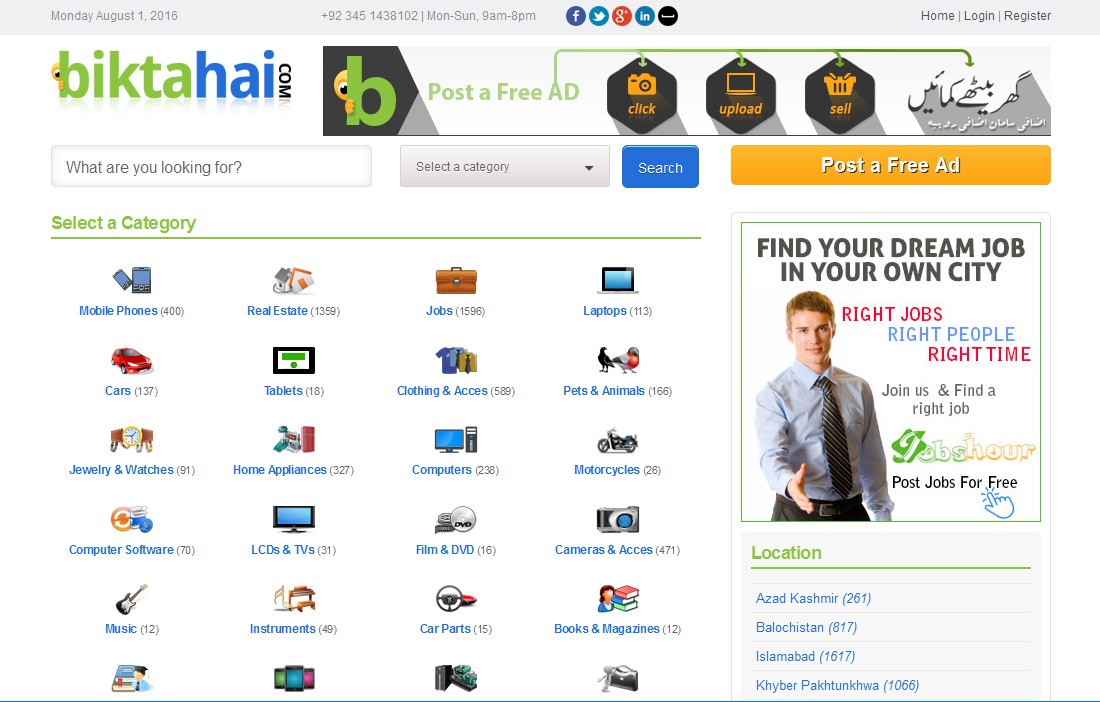 Monday August 1, 2016
+92 345 1438102 | Mon-Sun, 9am-8pm
Home | Login | Register
biktahai.COM
b Post a Free AD
click
upload
sell
گھر بیٹھے کمائیں
اضافی سامان اضافی روپیہ
What are you looking for?
Select a category
Search
Post a Free Ad
Select a Category
Mobile Phones (400)
Real Estate (1359)
Jobs (1596)
Laptops (113)
Cars (137)
Tablets (18)
Clothing & Acces (589)
Pets & Animals (166)
Jewelry & Watches (91)
Home Appliances (327)
Computers (238)
Motorcycles (26)
Computer Software (70)
LCDs & TVs (31)
DVD
Film & DVD (16)
Cameras & Acces (471)
Music (12)
Instruments (49)
Car Parts (15)
Books & Magazines (12)
FIND YOUR DREAM JOB
IN YOUR OWN CITY
RIGHT JOBS
RIGHT PEOPLE
RIGHT TIME
Join us & Find a
right job
Jobshour
Post Jobs For Free
Location
Azad Kashmir (261)
Balochistan (817)
Islamabad (1617)
Khyber Pakhtunkhwa (1066)